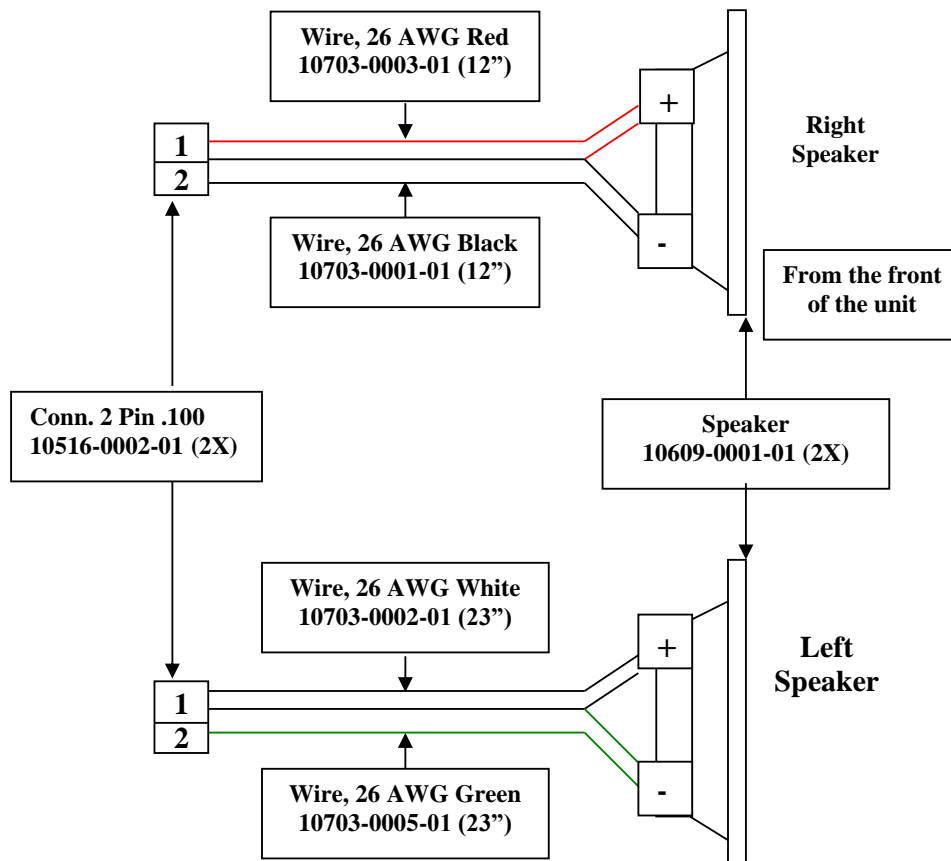 Wire, 26 AWG Red
10703-0003-01 (12”)
+
Right
Speaker
1
2
Wire, 26 AWG Black
10703-0001-01 (12”)
-
From the front
of the unit
Conn. 2 Pin .100
10516-0002-01 (2X)
Speaker
10609-0001-01 (2X)
Wire, 26 AWG White
10703-0002-01 (23”)
+
Left
Speaker
1
2
Wire, 26 AWG Green
10703-0005-01 (23”)
-